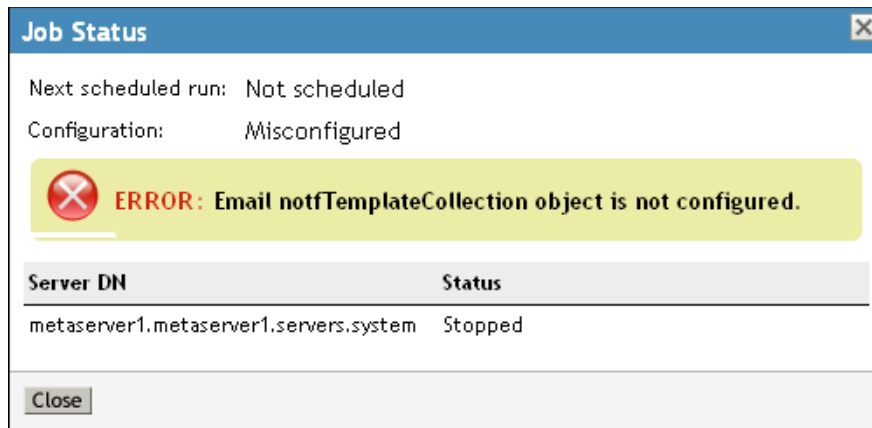 Job Status
Next scheduled run: Not scheduled
Configuration: Misconfigured
ERROR: Email notfTemplateCollection object is not configured.
Server DN Status
metaserver1.metaserver1.servers.system Stopped
Close